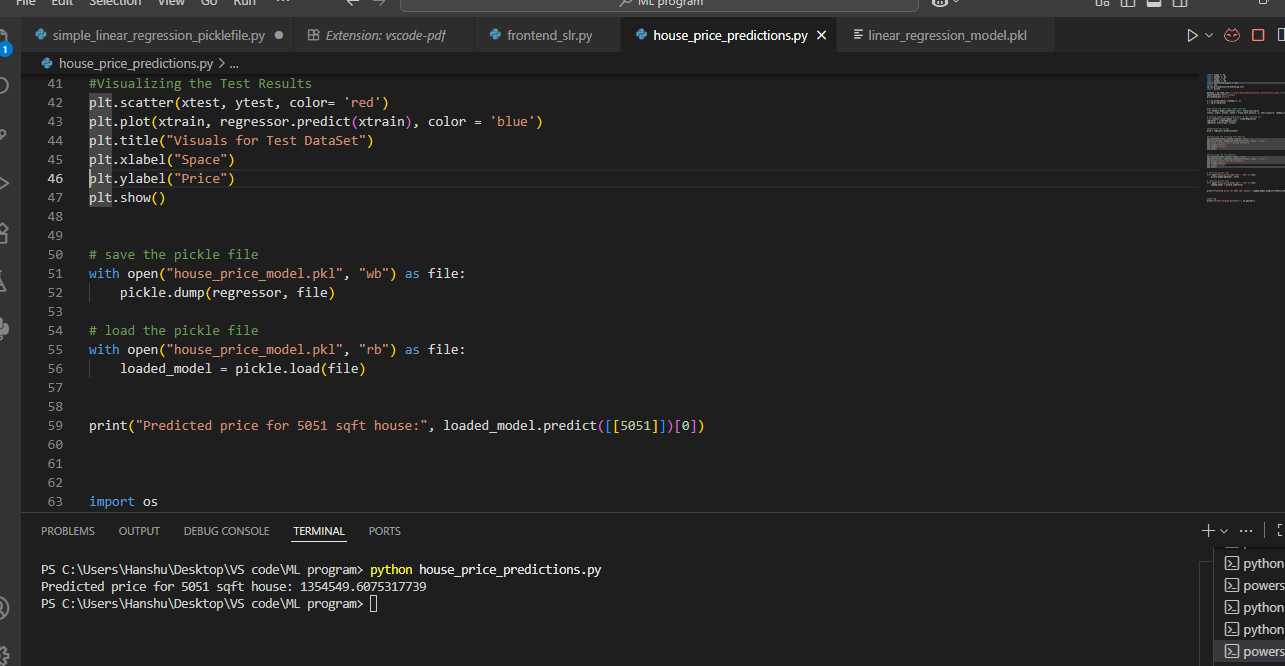 File Edit Selection View Go Run ... ML program
simple_linear_regression_picklefile.py Extension: vscode-pdf frontend_slr.py house_price_predictions.py linear_regression_model.pkl
1
house_price_predictions.py > ...
41 #Visualizing the Test Results
42 plt.scatter(xtest, ytest, color= 'red')
43 plt.plot(xtrain, regressor.predict(xtrain), color = 'blue')
44 plt.title("Visuals for Test DataSet")
45 plt.xlabel("Space")
46 plt.ylabel("Price")
47 plt.show()
48
49
50 # save the pickle file
51 with open("house_price_model.pkl", "wb") as file:
52 pickle.dump(regressor, file)
53
54 # load the pickle file
55 with open("house_price_model.pkl", "rb") as file:
56 loaded_model = pickle.load(file)
57
58
59 print("Predicted price for 5051 sqft house:", loaded_model.predict([[5051]])[0])
60
61
62
63 import os
PROBLEMS OUTPUT DEBUG CONSOLE TERMINAL PORTS
PS C:\Users\Hanshu\Desktop\VS code\ML program> python house_price_predictions.py
Predicted price for 5051 sqft house: 1354549.6075317739
PS C:\Users\Hanshu\Desktop\VS code\ML program>
python
powers
python
python
powers